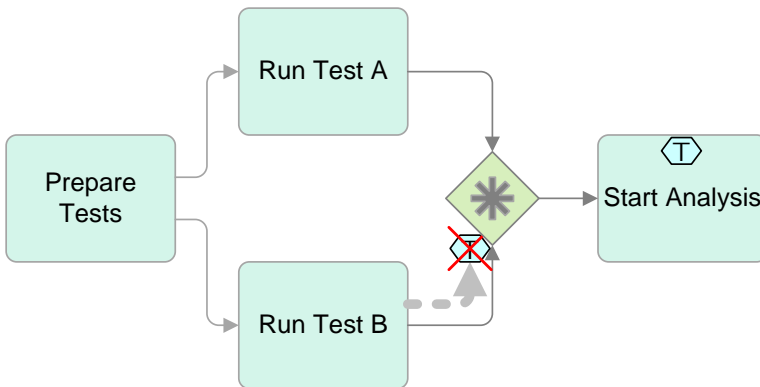 Run Test A
Prepare
Tests
T
Start Analysis
T
Run Test B